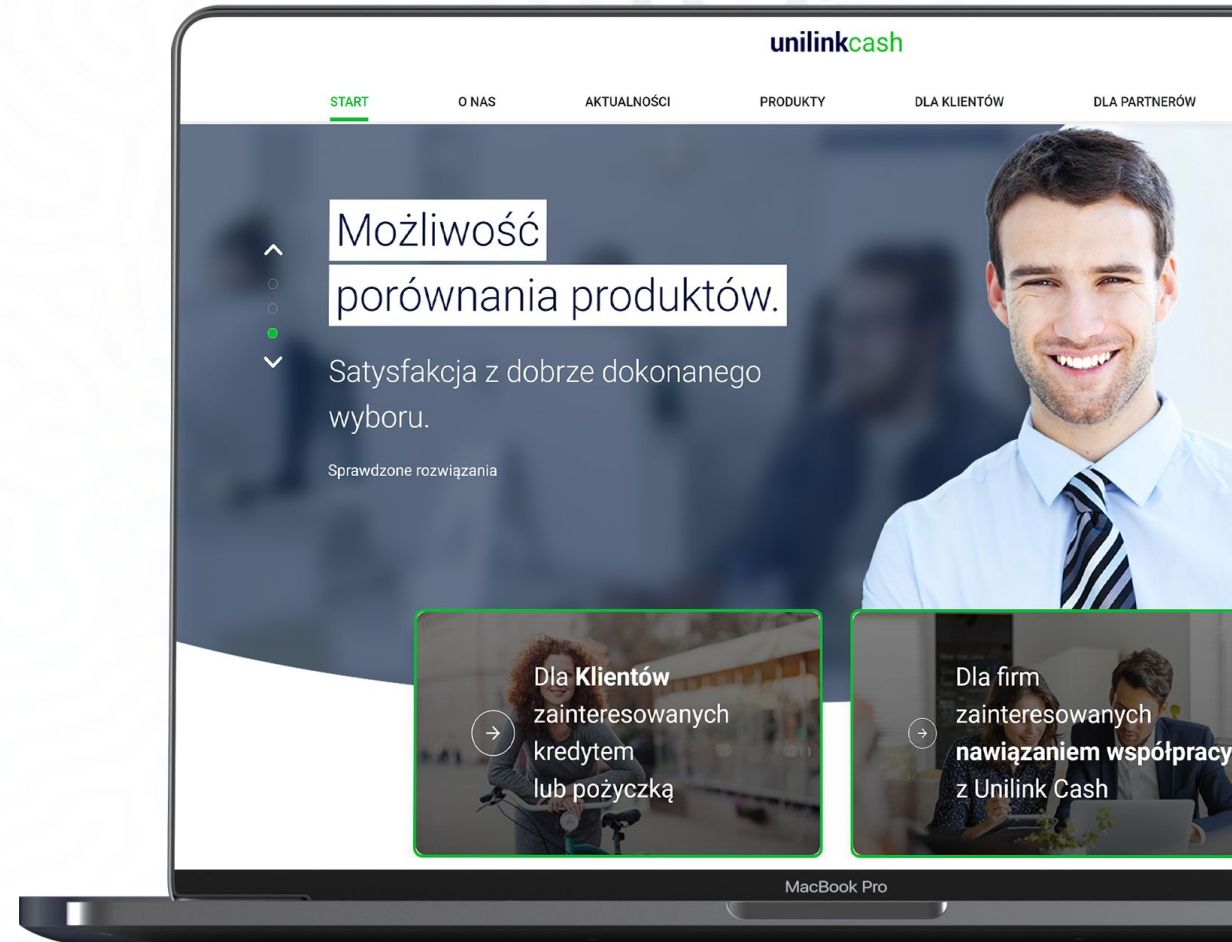 unilinkcash
START O NAS AKTUALNOŚCI PRODUKTY DLA KLIENTÓW DLA PARTNERÓW
Możliwość
porównania produktów.
Satysfakcja z dobrze dokonanego
wyboru.
Sprawdzone rozwiązania
Dla Klientów
zainteresowanych
kredytem
lub pożyczką
Dla firm
zainteresowanych
nawiązaniem współpracy
z Unilink Cash
MacBook Pro